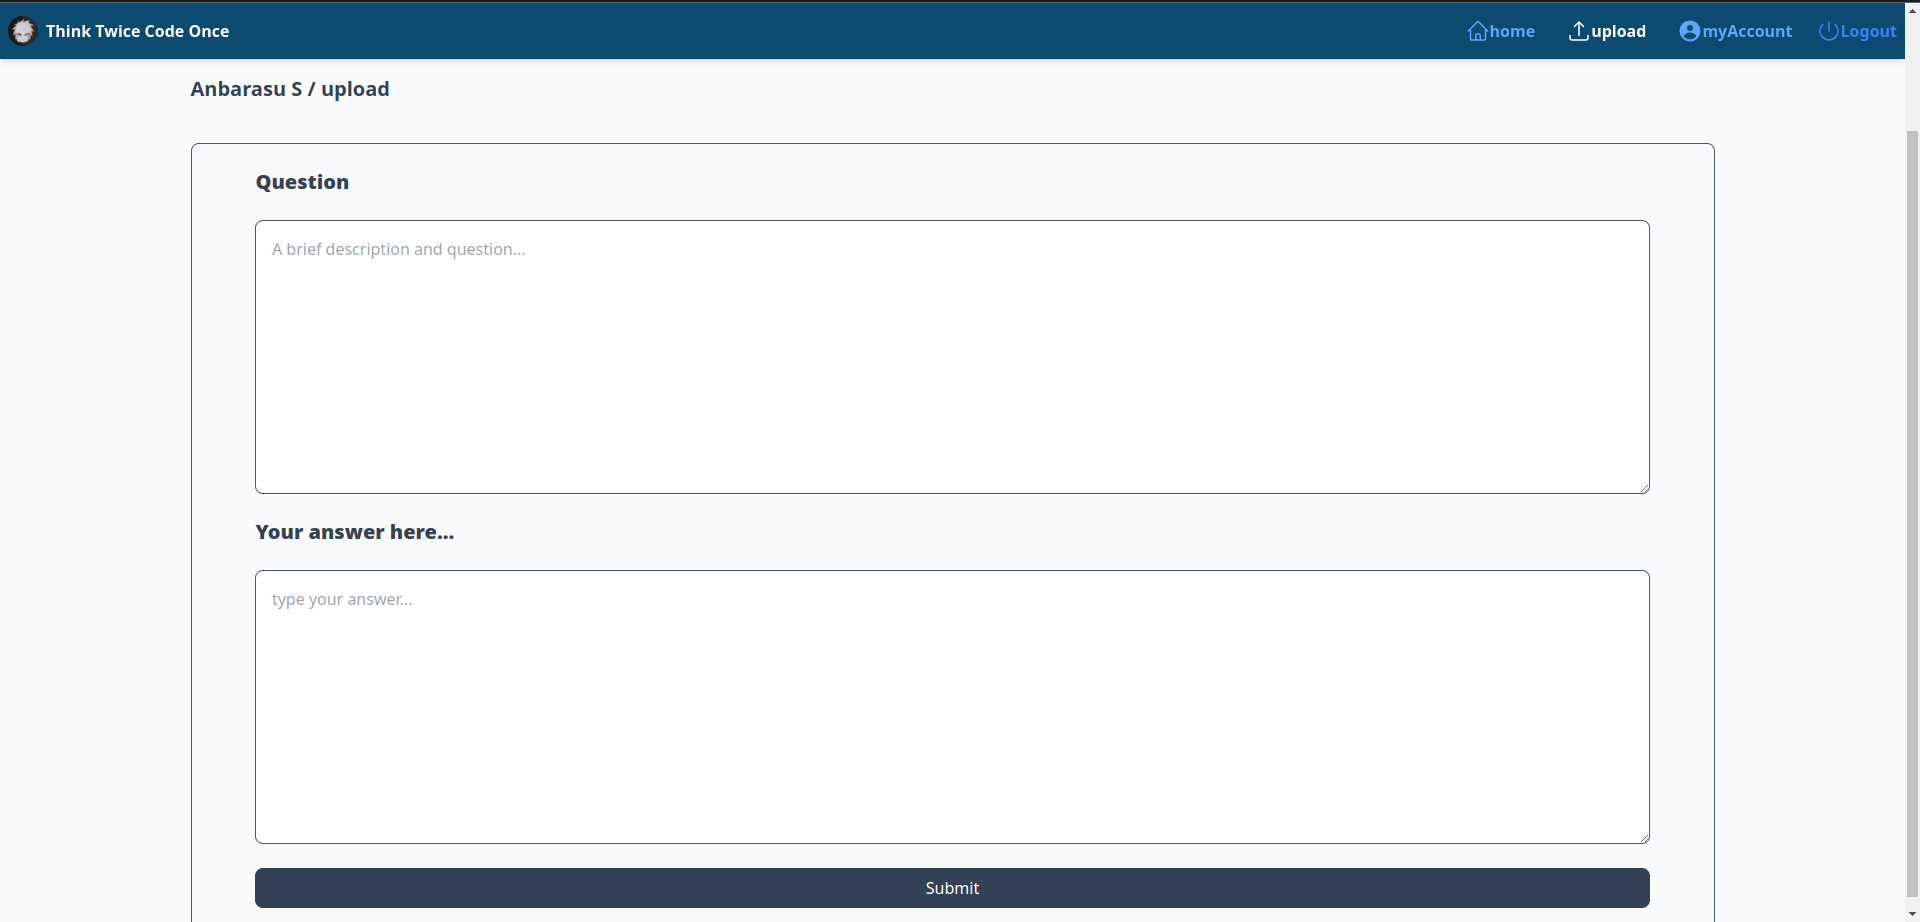 Think Twice Code Once
home
upload
myAccount
Logout
Anbarasu S / upload
Question
A brief description and question...
Your answer here...
type your answer...
Submit